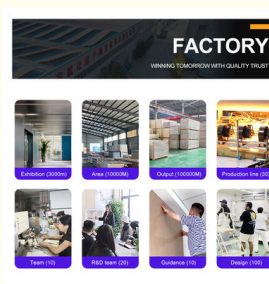 FACTORY
WINNING TOMORROW WITH QUALITY TRUST
Exhibition (3000m)
Area (10000M)
Output (100000M)
Production line (30)
Team (10)
R&D team (20)
Guidance (10)
Design (100)